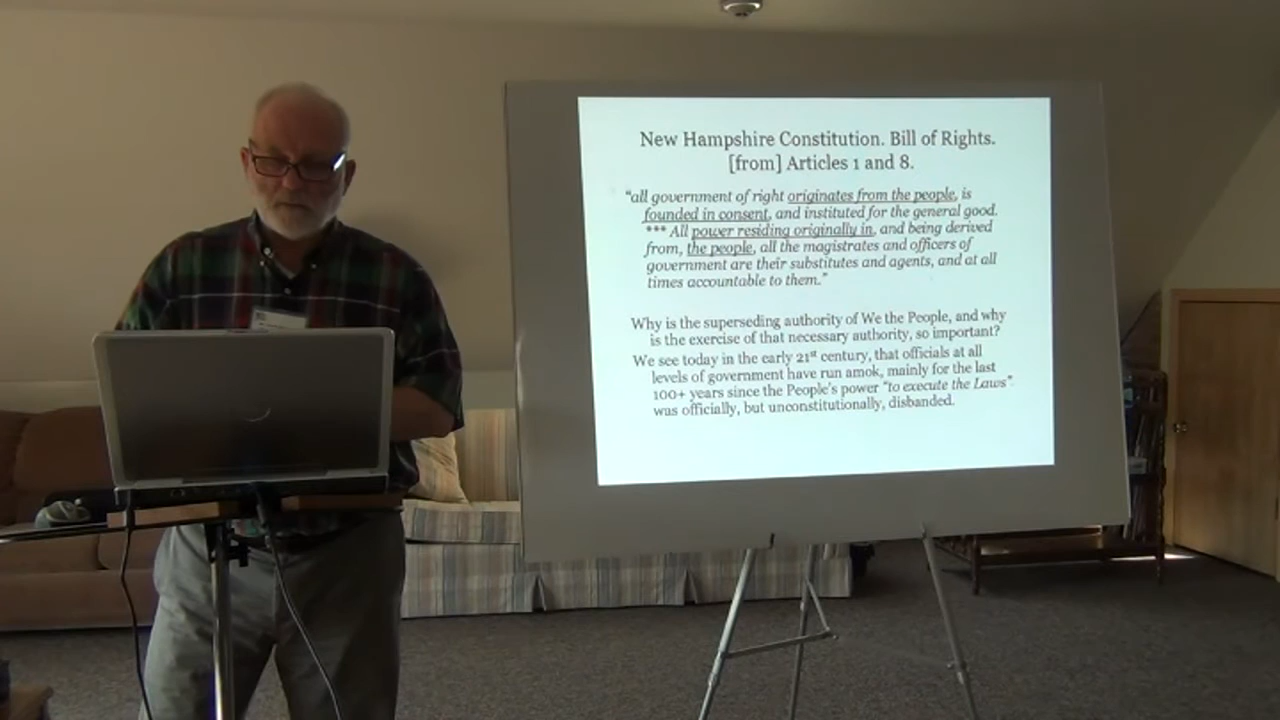 New Hampshire Constitution. Bill of Rights.
[from] Articles 1 and 8.
"all government of right originates from the people, is
founded in consent, and instituted for the general good.
*** All power residing originally in, and being derived
from, the people, all the magistrates and officers of
government are their substitutes and agents, and at all
times accountable to them."
Why is the superseding authority of We the People, and why
is the exercise of that necessary authority, so important?
We see today in the early 21st century, that officials at all
levels of government have run amok, mainly for the last
100+ years since the People's power "to execute the Laws"
was officially, but unconstitutionally, disbanded.